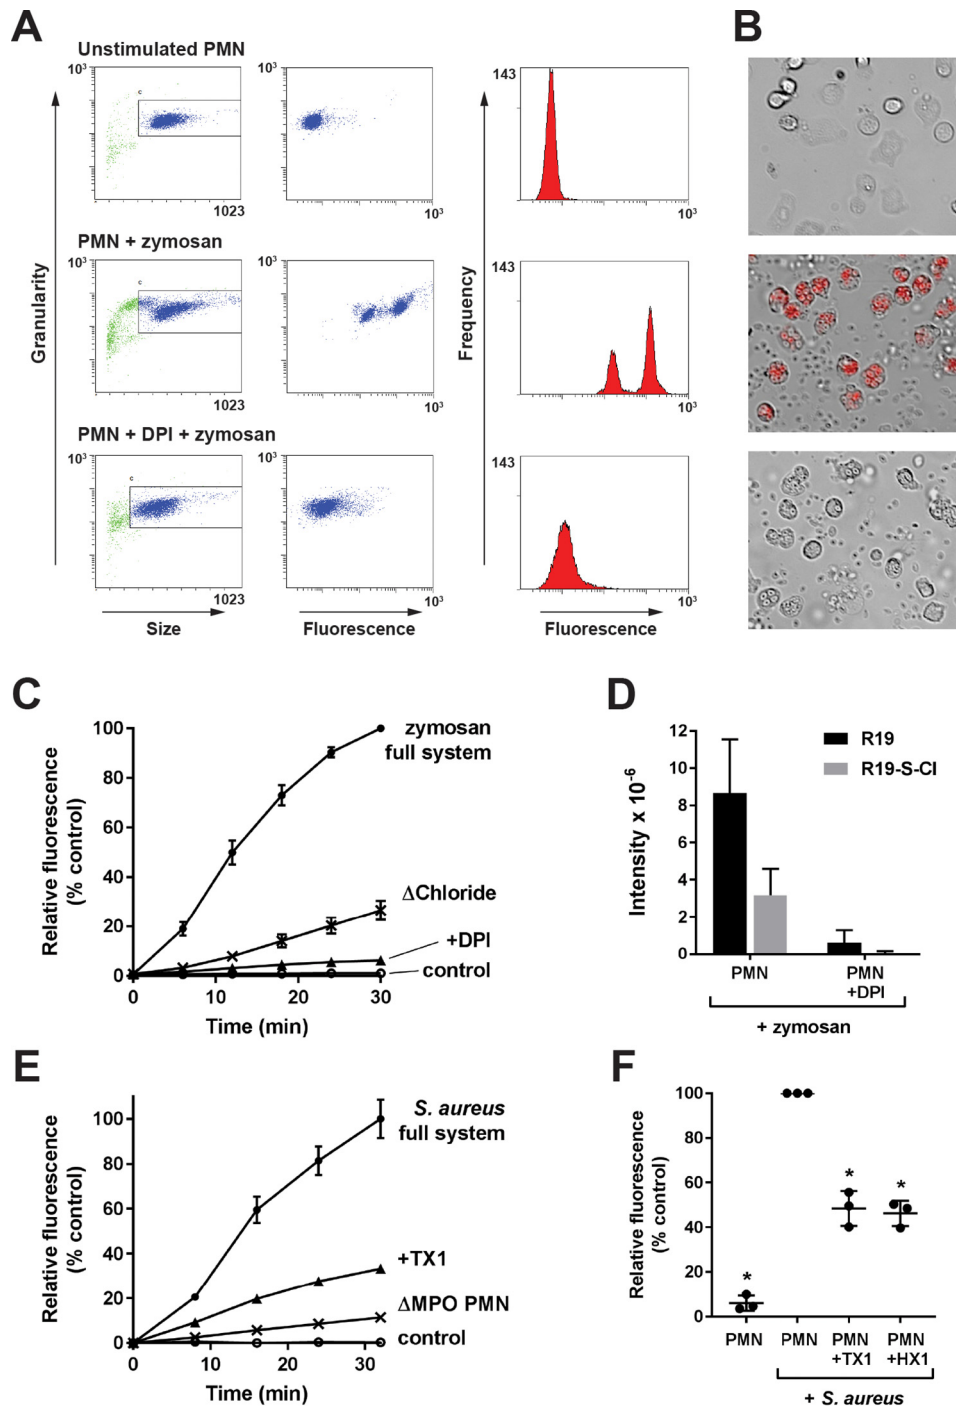 A
Unstimulated PMN
10³
c
1023
10³
143
10³
PMN + zymosan
10³
c
1023
10³
143
10³
PMN + DPI + zymosan
10³
c
1023
10³
143
10³
Granularity
Frequency
Size
Fluorescence
Fluorescence
B
C
Relative fluorescence
(% control)
100
80
60
40
20
0
0 10 20 30
Time (min)
zymosan
full system
ΔChloride
+DPI
control
D
Intensity x 10⁻⁶
12
10
8
6
4
2
0
R19
R19-S-Cl
PMN
PMN
+DPI
+ zymosan
E
Relative fluorescence
(% control)
100
80
60
40
20
0
0 10 20 30
Time (min)
S. aureus
full system
+TX1
ΔMPO PMN
control
F
Relative fluorescence
(% control)
100
80
60
40
20
0
*
*
*
PMN
PMN
PMN
+TX1
PMN
+HX1
+ S. aureus